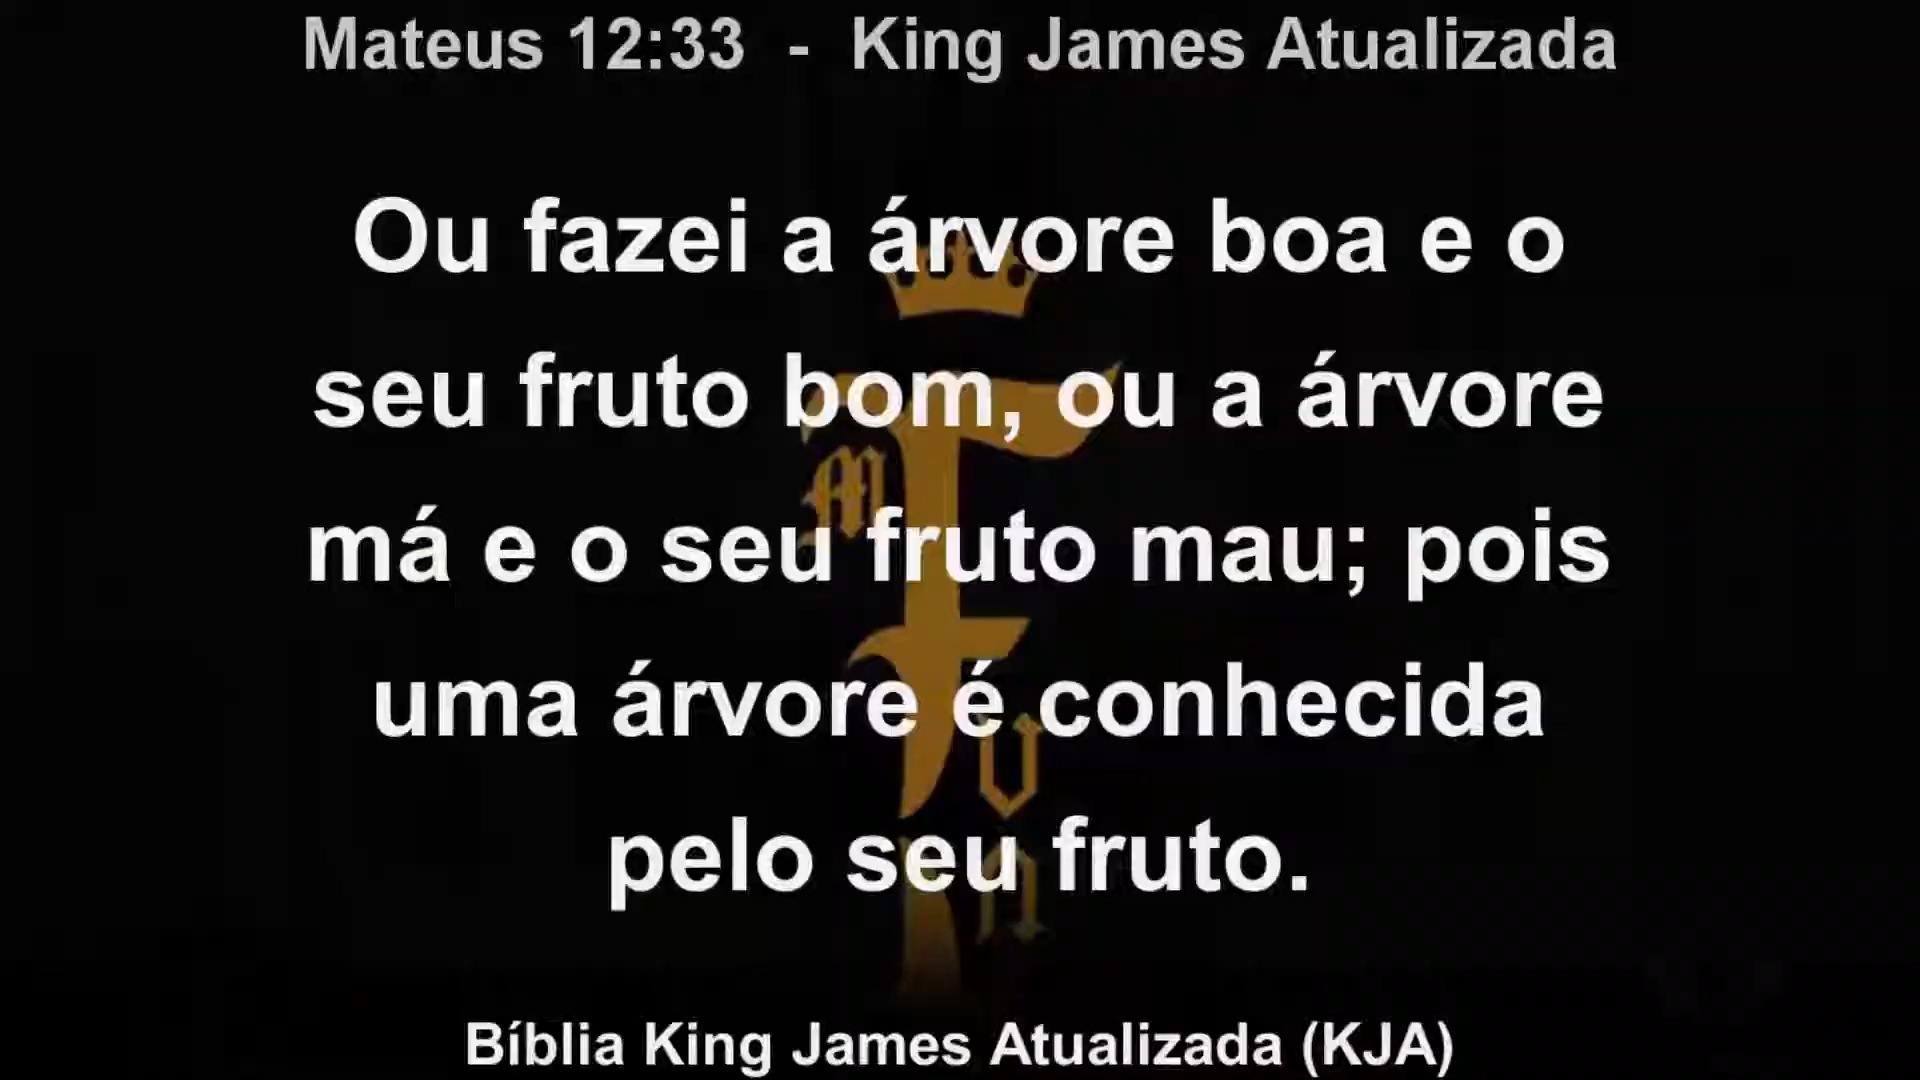 Mateus 12:33 - King James Atualizada
Ou fazei a árvore boa e o
seu fruto bom, ou a árvore
má e o seu fruto mau; pois
uma árvore é conhecida
pelo seu fruto.
Bíblia King James Atualizada (KJA)